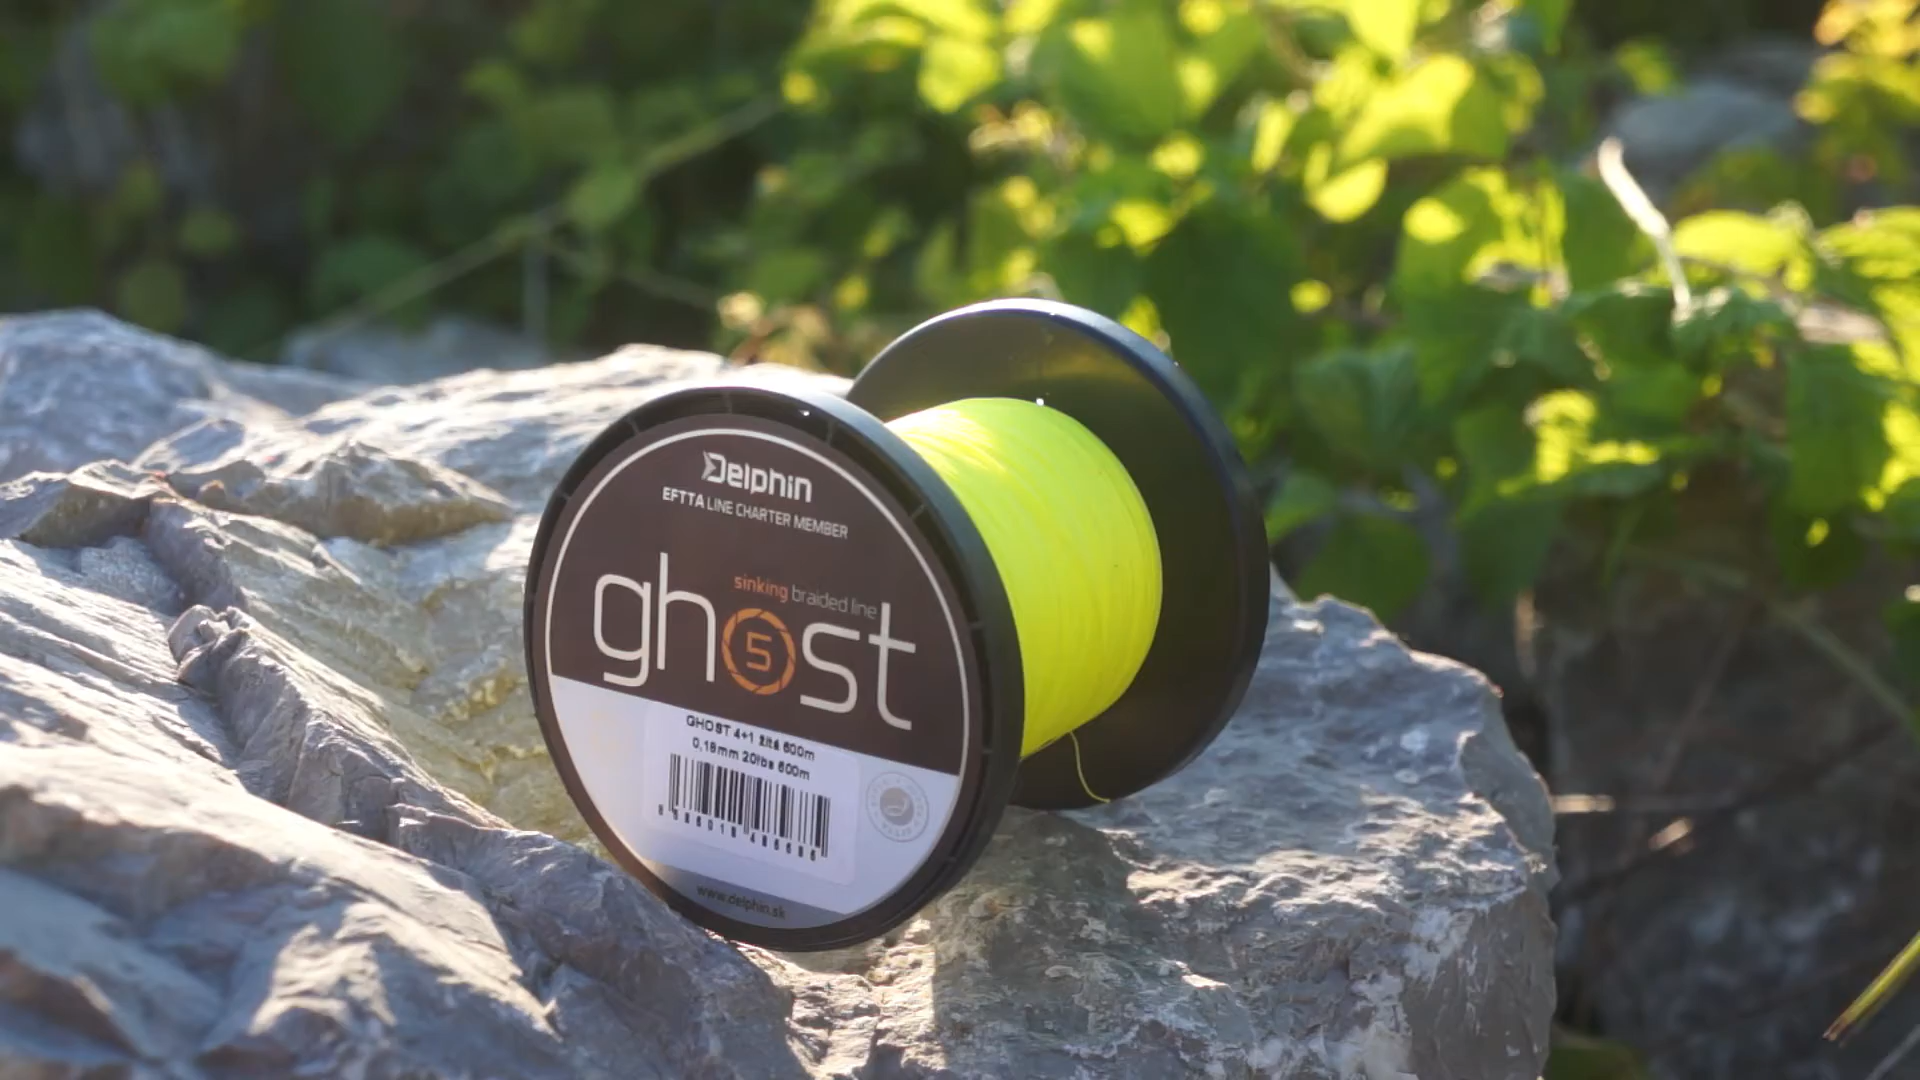 Delphin
EFTTA LINE CHARTER MEMBER
sinking braided line
gh5st
GHOST 4+1 žltá 600m
0,19mm 20lbs 600m
www.delphin.sk